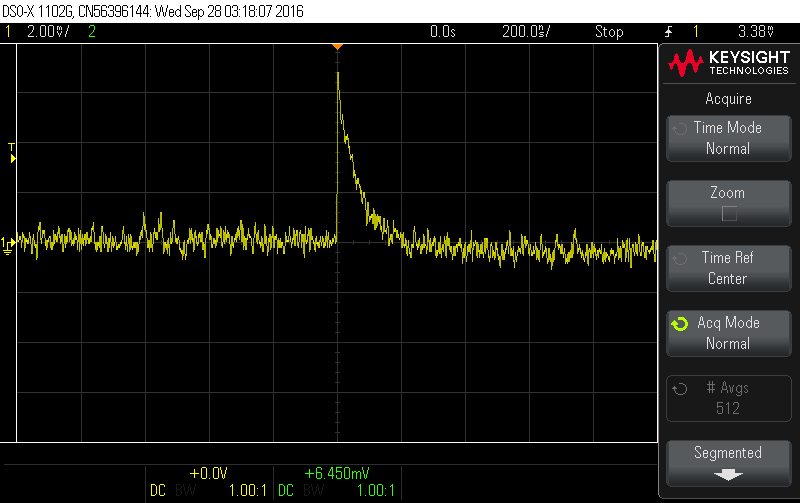 DSO-X 1102G, CN56396144: Wed Sep 28 03:18:07 2016
1 2.00V/ 2 0.0s 200.0s/ Stop 1 3.38V
KEYSIGHT
TECHNOLOGIES
Acquire
Time Mode
Normal
Zoom
Time Ref
Center
Acq Mode
Normal
# Avgs
512
Segmented
T
1
+0.0V +6.450mV
DC BW 1.00:1 DC BW 1.00:1